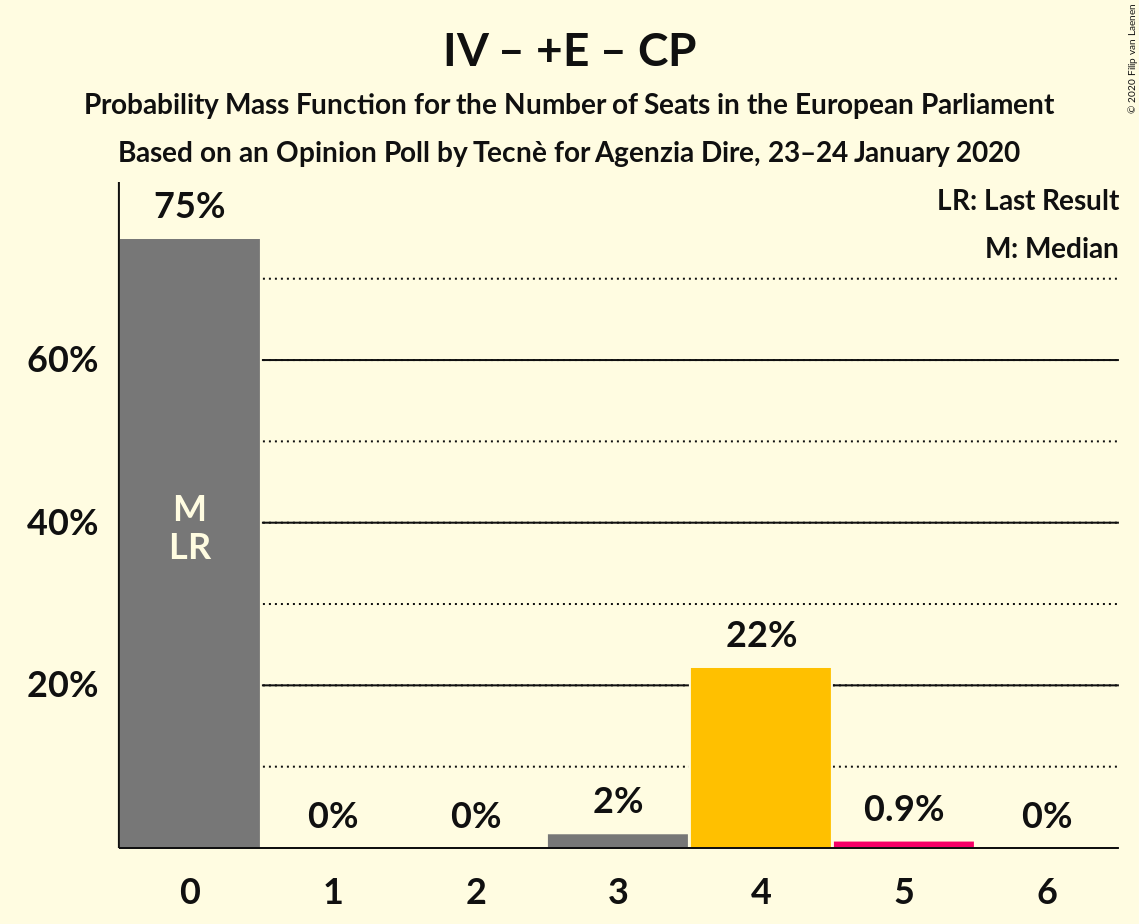 IV – +E – CP
Probability Mass Function for the Number of Seats in the European Parliament
Based on an Opinion Poll by Tecnè for Agenzia Dire, 23–24 January 2020
© 2020 Filip van Laenen
LR: Last Result
M: Median
75%
60%
40%
20%
M
LR
0%
0%
2%
22%
0.9%
0%
0 1 2 3 4 5 6